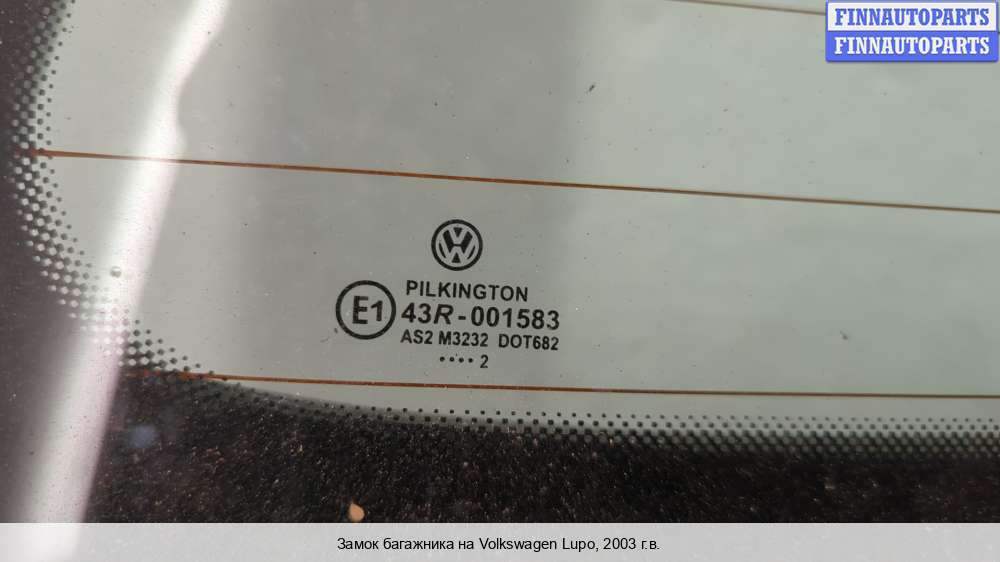 FINNAUTOPARTS
FINNAUTOPARTS
PILKINGTON
E1 43R-001583
AS2 M3232 DOT682
.... 2
Замок багажника на Volkswagen Lupo, 2003 г.в.